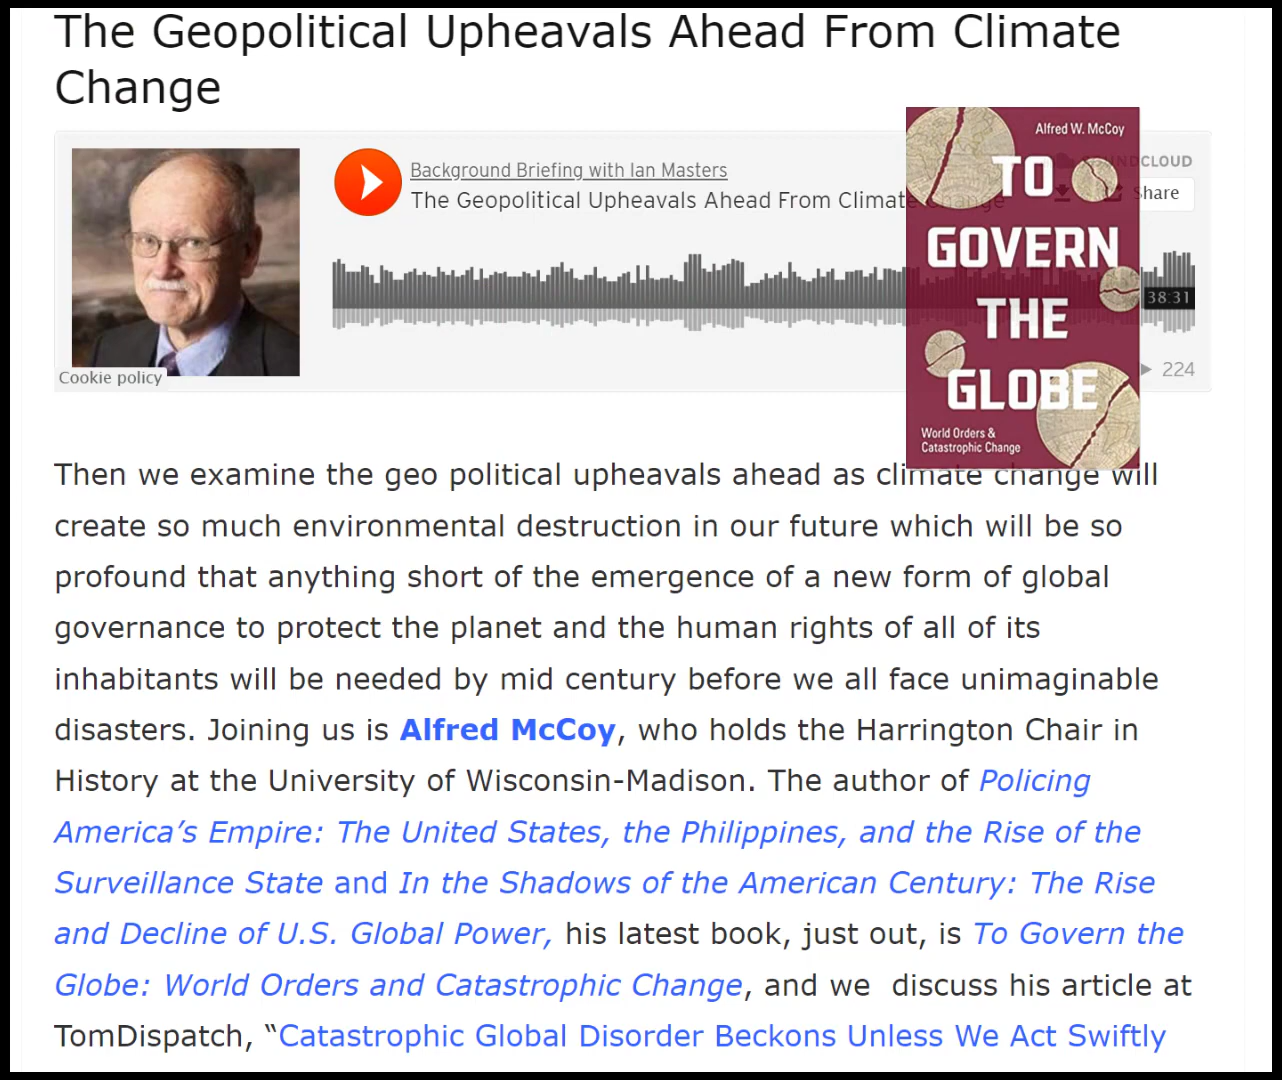 The Geopolitical Upheavals Ahead From Climate
Change
Background Briefing with Ian Masters
The Geopolitical Upheavals Ahead From Climate Change
SOUNDCLOUD
Share
38:31
224
Cookie policy
Alfred W. McCoy
TO
GOVERN
THE
GLOBE
World Orders &
Catastrophic Change
Then we examine the geo political upheavals ahead as climate change will
create so much environmental destruction in our future which will be so
profound that anything short of the emergence of a new form of global
governance to protect the planet and the human rights of all of its
inhabitants will be needed by mid century before we all face unimaginable
disasters. Joining us is Alfred McCoy, who holds the Harrington Chair in
History at the University of Wisconsin-Madison. The author of Policing
America’s Empire: The United States, the Philippines, and the Rise of the
Surveillance State and In the Shadows of the American Century: The Rise
and Decline of U.S. Global Power, his latest book, just out, is To Govern the
Globe: World Orders and Catastrophic Change, and we  discuss his article at
TomDispatch, “Catastrophic Global Disorder Beckons Unless We Act Swiftly